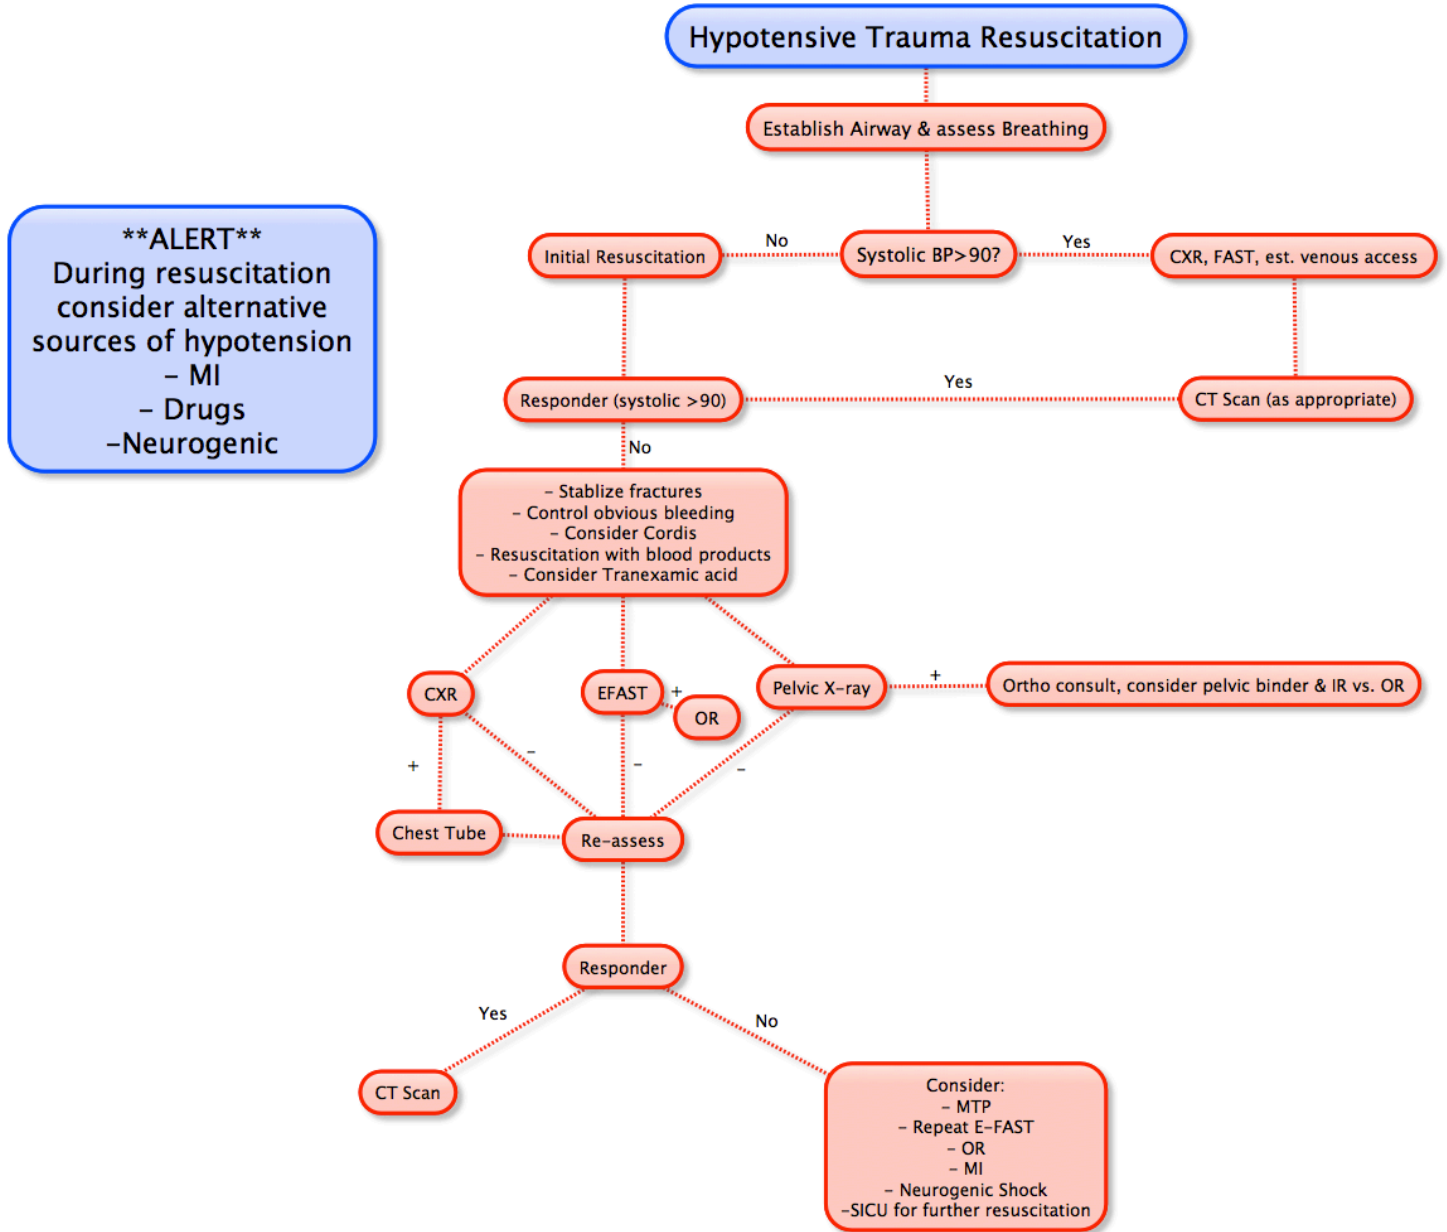 Hypotensive Trauma Resuscitation
Establish Airway & assess Breathing
**ALERT**
During resuscitation
consider alternative
sources of hypotension
- MI
- Drugs
-Neurogenic
Initial Resuscitation
No
Systolic BP>90?
Yes
CXR, FAST, est. venous access
Responder (systolic >90)
Yes
CT Scan (as appropriate)
No
- Stablize fractures
- Control obvious bleeding
- Consider Cordis
- Resuscitation with blood products
- Consider Tranexamic acid
CXR
EFAST
+
OR
Pelvic X-ray
+
Ortho consult, consider pelvic binder & IR vs. OR
+
-
-
-
Chest Tube
Re-assess
Responder
Yes
No
CT Scan
Consider:
- MTP
- Repeat E-FAST
- OR
- MI
- Neurogenic Shock
-SICU for further resuscitation